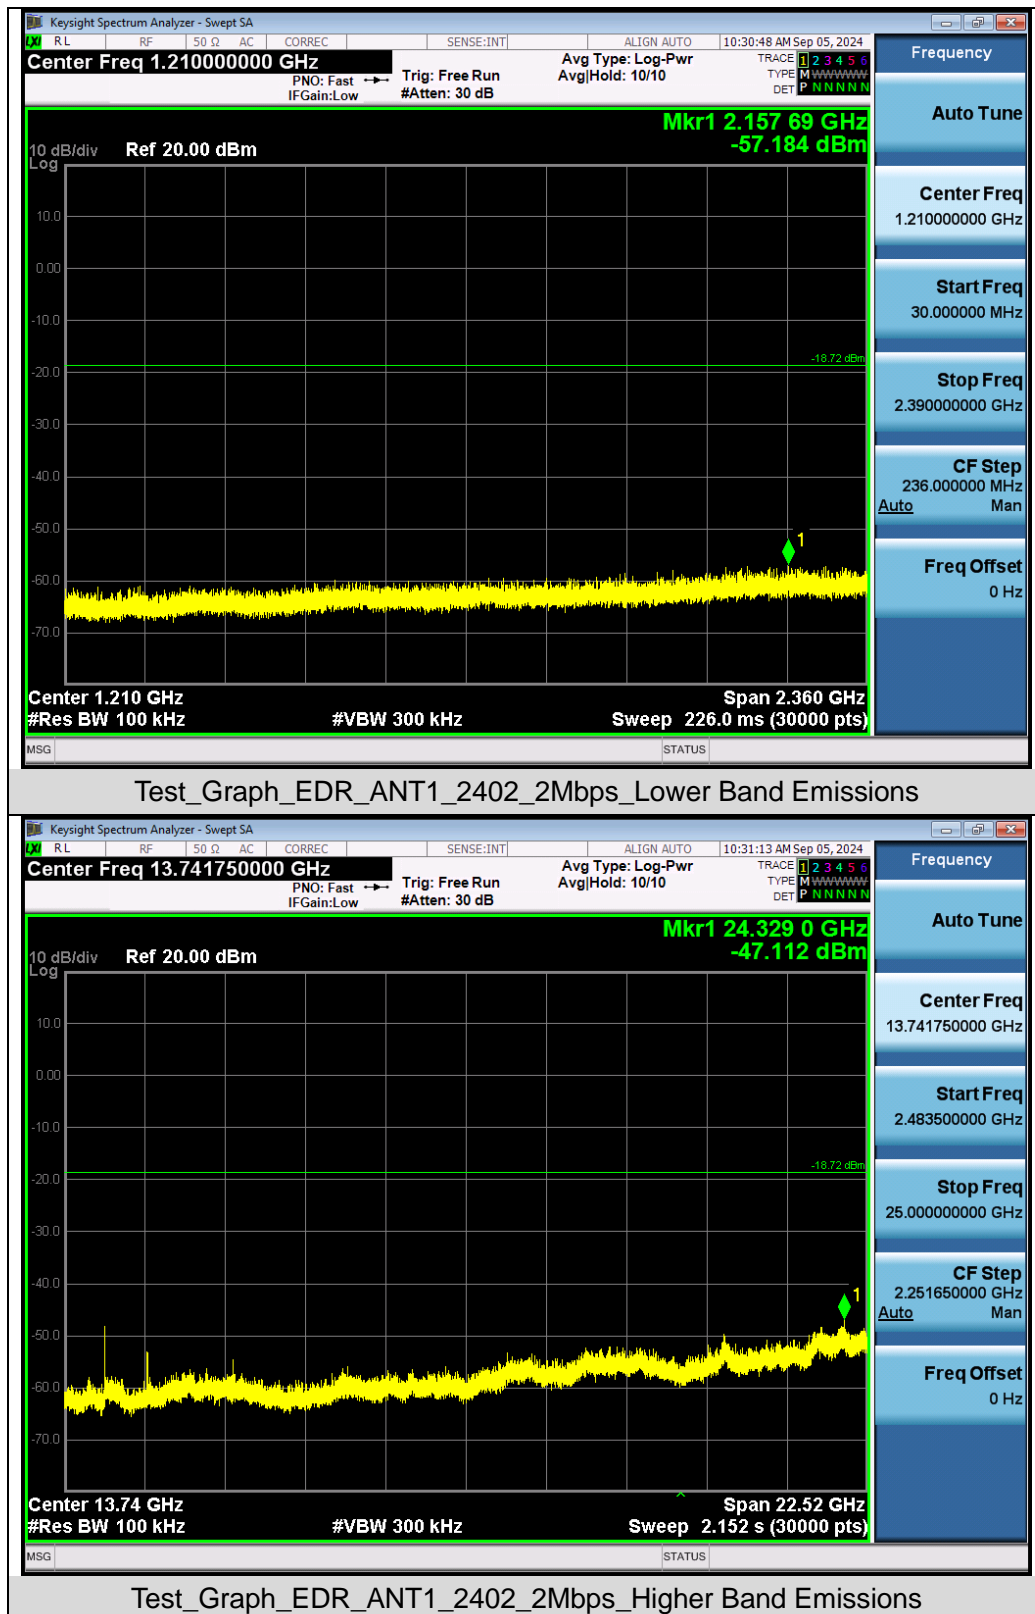 Keysight Spectrum Analyzer - Swept SA
LXI RL RF 50 Ω AC CORREC SENSE:INT ALIGN AUTO 10:30:48 AM Sep 05, 2024
Center Freq 1.210000000 GHz
PNO: Fast
IFGain:Low
Trig: Free Run
#Atten: 30 dB
Avg Type: Log-Pwr
Avg|Hold: 10/10
TRACE 1 2 3 4 5 6
TYPE M W W W W W
DET P N N N N N
Mkr1 2.157 69 GHz
-57.184 dBm
10 dB/div Ref 20.00 dBm
Log
10.0
0.00
-10.0
-18.72 dBm
-20.0
-30.0
-40.0
-50.0
1
-60.0
-70.0
Center 1.210 GHz Span 2.360 GHz
#Res BW 100 kHz #VBW 300 kHz Sweep 226.0 ms (30000 pts)
MSG STATUS
Frequency
Auto Tune
Center Freq
1.210000000 GHz
Start Freq
30.000000 MHz
Stop Freq
2.390000000 GHz
CF Step
236.000000 MHz
Auto Man
Freq Offset
0 Hz
Test_Graph_EDR_ANT1_2402_2Mbps_Lower Band Emissions
Keysight Spectrum Analyzer - Swept SA
LXI RL RF 50 Ω AC CORREC SENSE:INT ALIGN AUTO 10:31:13 AM Sep 05, 2024
Center Freq 13.741750000 GHz
PNO: Fast
IFGain:Low
Trig: Free Run
#Atten: 30 dB
Avg Type: Log-Pwr
Avg|Hold: 10/10
TRACE 1 2 3 4 5 6
TYPE M W W W W W
DET P N N N N N
Mkr1 24.329 0 GHz
-47.112 dBm
10 dB/div Ref 20.00 dBm
Log
10.0
0.00
-10.0
-18.72 dBm
-20.0
-30.0
-40.0
1
-50.0
-60.0
-70.0
Center 13.74 GHz Span 22.52 GHz
#Res BW 100 kHz #VBW 300 kHz Sweep 2.152 s (30000 pts)
MSG STATUS
Frequency
Auto Tune
Center Freq
13.741750000 GHz
Start Freq
2.483500000 GHz
Stop Freq
25.000000000 GHz
CF Step
2.251650000 GHz
Auto Man
Freq Offset
0 Hz
Test_Graph_EDR_ANT1_2402_2Mbps_Higher Band Emissions